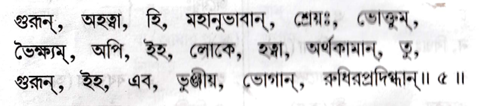 গুরূন্, অহত্বা, হি, মহানুভাবান্, শ্রেয়ঃ, ভোক্তুম্,
ভৈক্ষ্যম্, অপি, ইহ, লোকে, হত্বা, অর্থকামান্, তু,
গুরূন্, ইহ, এব, ভুঞ্জীয়, ভোগান্, রুধিরপ্রদিগ্ধান্॥ ৫ ॥